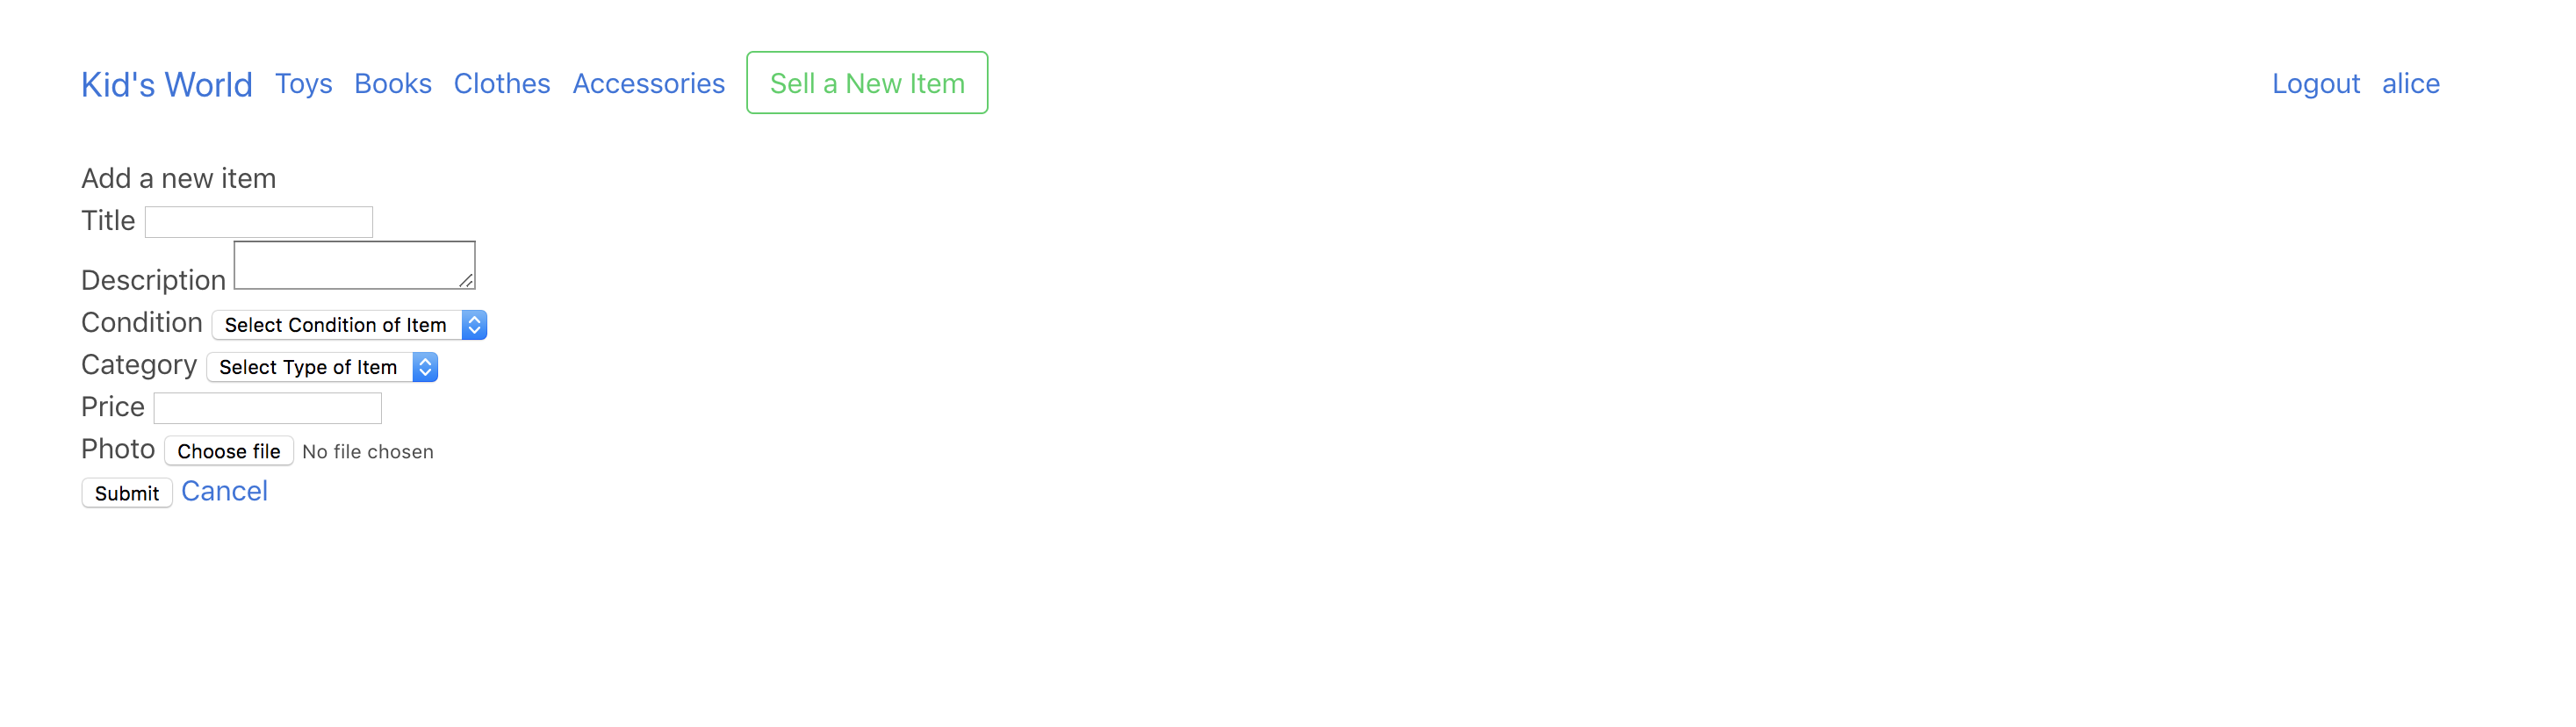 Kid's World Toys Books Clothes Accessories Sell a New Item Logout alice
Add a new item
Title
Description
Condition Select Condition of Item
Category Select Type of Item
Price
Photo Choose file No file chosen
Submit Cancel